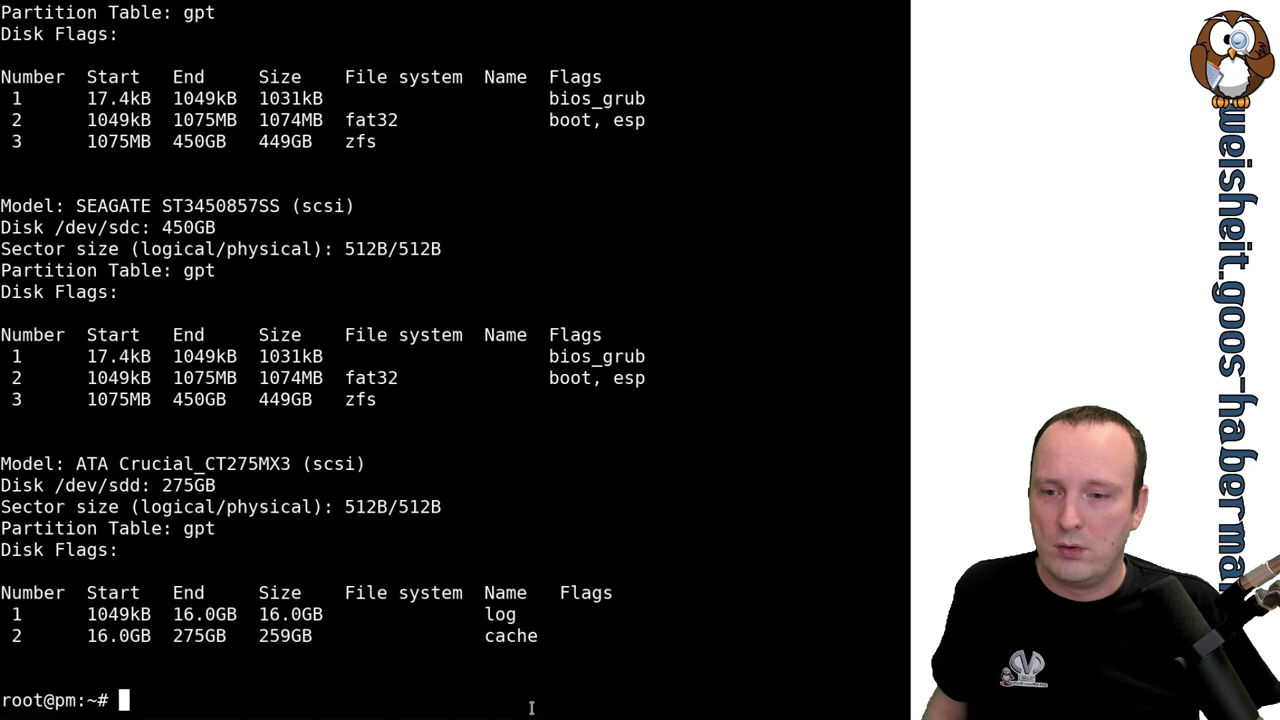 Partition Table: gpt
Disk Flags:
Number  Start   End     Size    File system  Name  Flags
 1      17.4kB  1049kB  1031kB                     bios_grub
 2      1049kB  1075MB  1074MB  fat32              boot, esp
 3      1075MB  450GB   449GB   zfs
Model: SEAGATE ST3450857SS (scsi)
Disk /dev/sdc: 450GB
Sector size (logical/physical): 512B/512B
Partition Table: gpt
Disk Flags:
Number  Start   End     Size    File system  Name  Flags
 1      17.4kB  1049kB  1031kB                     bios_grub
 2      1049kB  1075MB  1074MB  fat32              boot, esp
 3      1075MB  450GB   449GB   zfs
Model: ATA Crucial_CT275MX3 (scsi)
Disk /dev/sdd: 275GB
Sector size (logical/physical): 512B/512B
Partition Table: gpt
Disk Flags:
Number  Start   End     Size    File system  Name   Flags
 1      1049kB  16.0GB  16.0GB               log
 2      16.0GB  275GB   259GB                cache
root@pm:~#
weisheit.goos-haberma